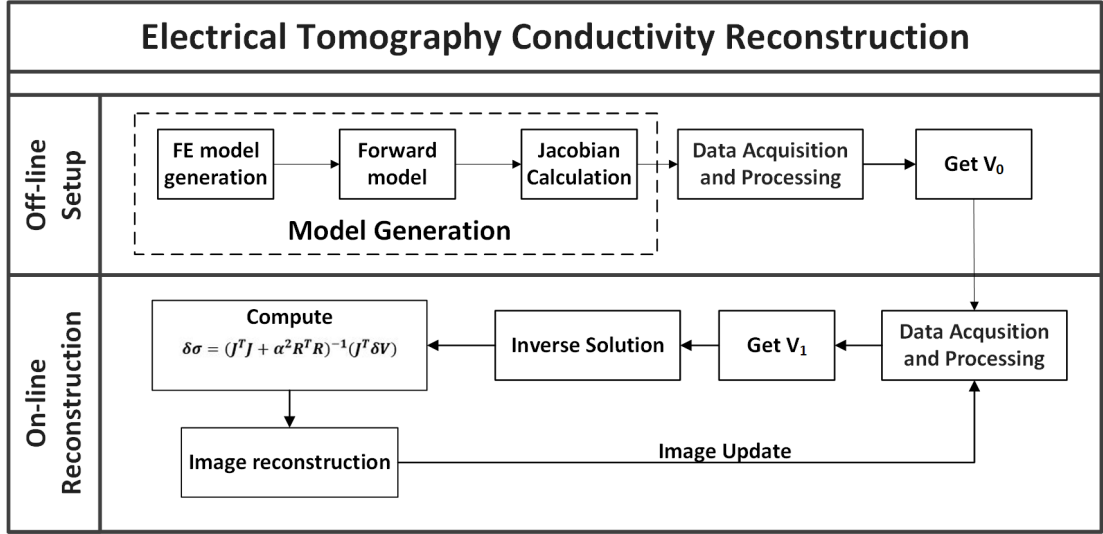 Electrical Tomography Conductivity Reconstruction
Off-line
Setup
FE model
generation
Forward
model
Jacobian
Calculation
Model Generation
Data Acquisition
and Processing
Get V₀
On-line
Reconstruction
Data Acqusition
and Processing
Get V₁
Inverse Solution
Compute
δσ = (JᵀJ + α²RᵀR)⁻¹(JᵀδV)
Image reconstruction
Image Update